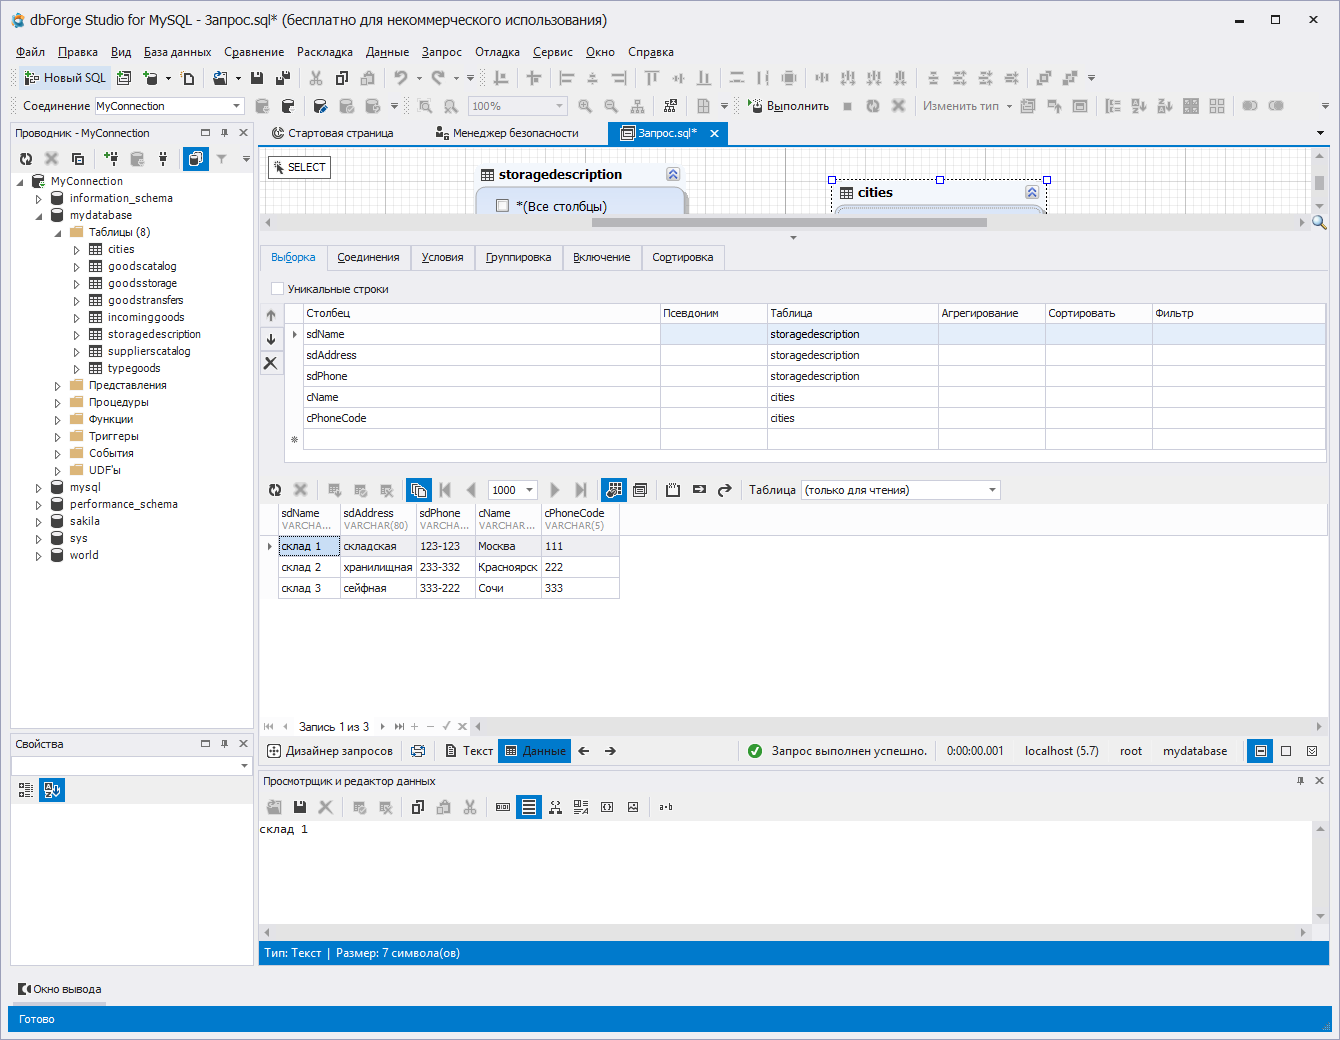 dbForge Studio for MySQL - Запрос.sql* (бесплатно для некоммерческого использования)
Файл Правка Вид База данных Сравнение Раскладка Данные Запрос Отладка Сервис Окно Справка
Новый SQL
Соединение MyConnection 100% Выполнить Изменить тип
Проводник - MyConnection
MyConnection
information_schema
mydatabase
Таблицы (8)
cities
goodscatalog
goodsstorage
goodstransfers
incominggoods
storagedescription
supplierscatalog
typegoods
Представления
Процедуры
Функции
Триггеры
События
UDF'ы
mysql
performance_schema
sakila
sys
world
Свойства
Стартовая страница Менеджер безопасности Запрос.sql*
SELECT
storagedescription
*(Все столбцы)
cities
Выборка Соединения Условия Группировка Включение Сортировка
Уникальные строки
Столбец Псевдоним Таблица Агрегирование Сортировать Фильтр
sdName storagedescription
sdAddress storagedescription
sdPhone storagedescription
cName cities
cPhoneCode cities
1000 Таблица (только для чтения)
sdName sdAddress sdPhone cName cPhoneCode
VARCHA... VARCHAR(80) VARCHA... VARCHAR... VARCHAR(5)
склад 1 складская 123-123 Москва 111
склад 2 хранилищная 233-332 Красноярск 222
склад 3 сейфная 333-222 Сочи 333
Запись 1 из 3
Дизайнер запросов Текст Данные Запрос выполнен успешно. 0:00:00.001 localhost (5.7) root mydatabase
Просмотрщик и редактор данных
склад 1
Тип: Текст | Размер: 7 символа(ов)
Окно вывода
Готово